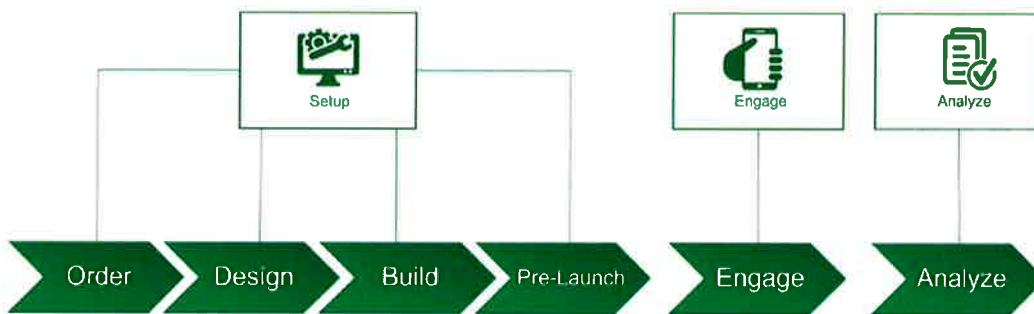 Setup
Engage
Analyze
Order
Design
Build
Pre-Launch
Engage
Analyze